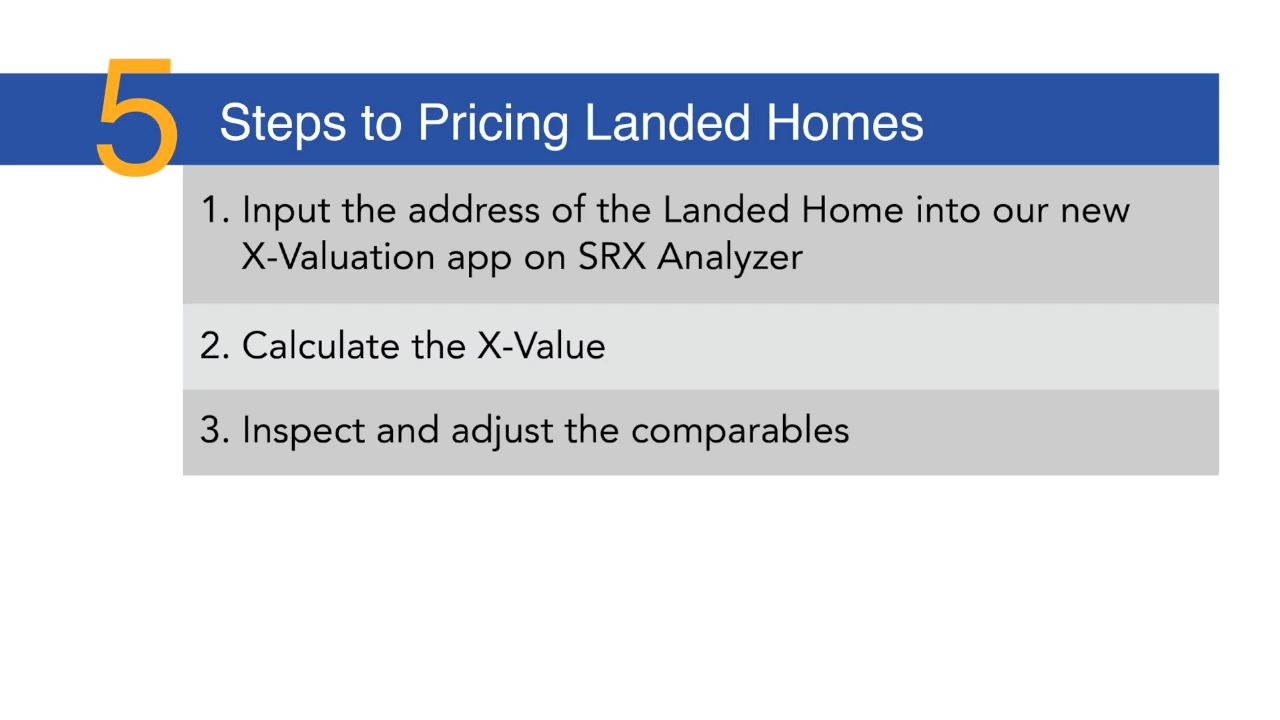 5 Steps to Pricing Landed Homes
1. Input the address of the Landed Home into our new
X-Valuation app on SRX Analyzer
2. Calculate the X-Value
3. Inspect and adjust the comparables